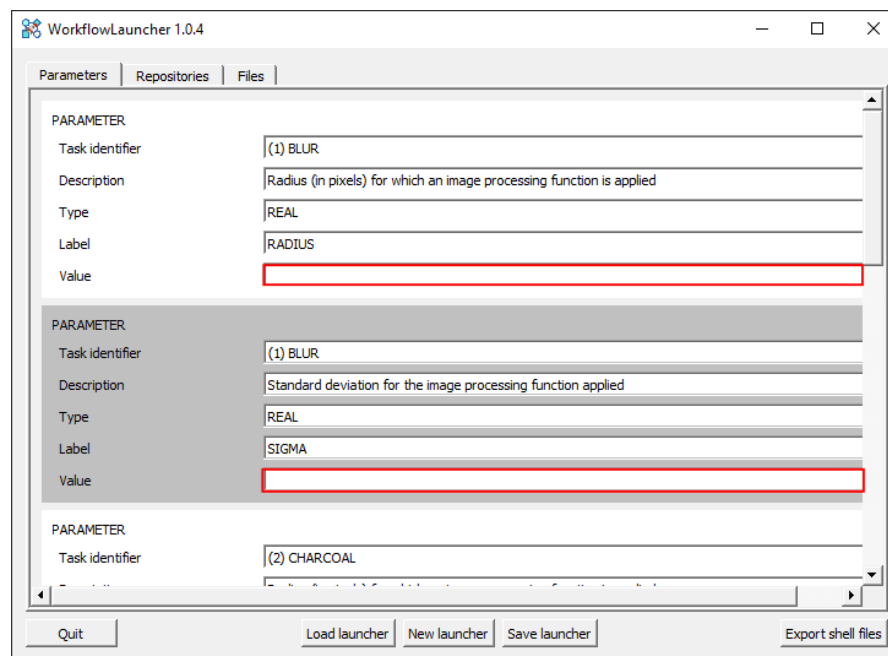 WorkflowLauncher 1.0.4
Parameters Repositories Files
PARAMETER
Task identifier (1) BLUR
Description Radius (in pixels) for which an image processing function is applied
Type REAL
Label RADIUS
Value
PARAMETER
Task identifier (1) BLUR
Description Standard deviation for the image processing function applied
Type REAL
Label SIGMA
Value
PARAMETER
Task identifier (2) CHARCOAL
Quit Load launcher New launcher Save launcher Export shell files